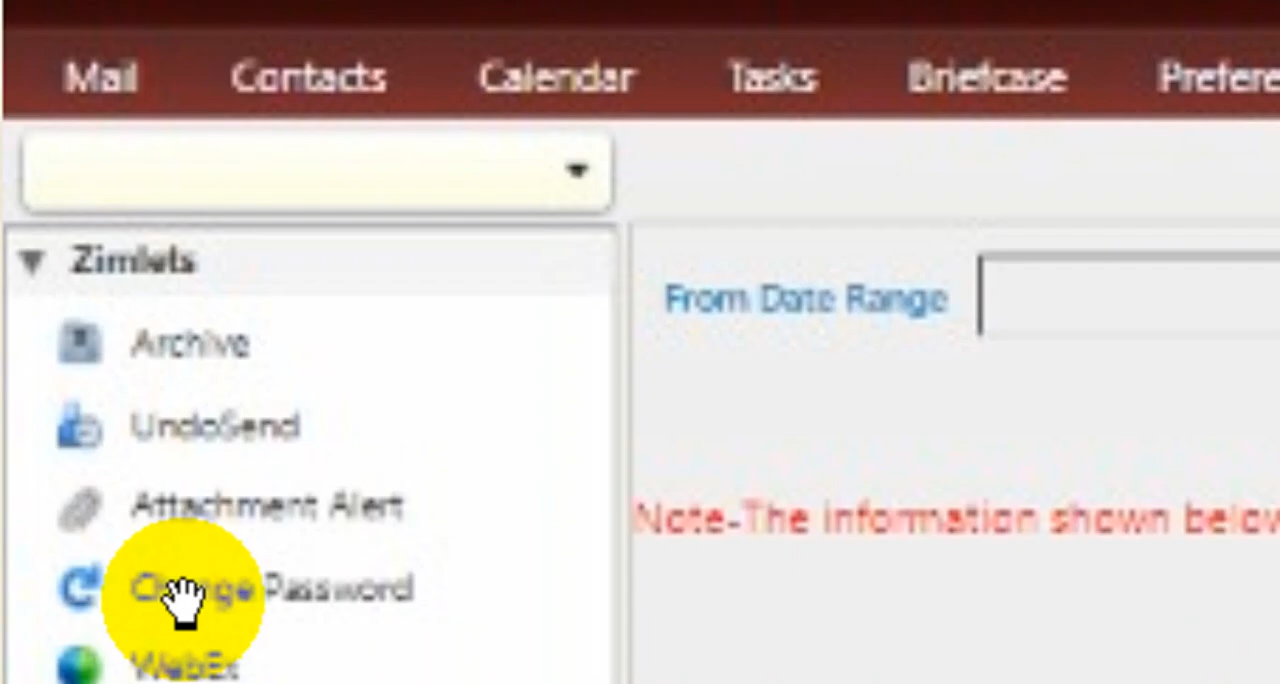 Mail Contacts Calendar Tasks Briefcase Prefere
Zimlets
From Date Range
Archive
UndoSend
Attachment Alert
Note-The information shown below
Change Password
WebEx